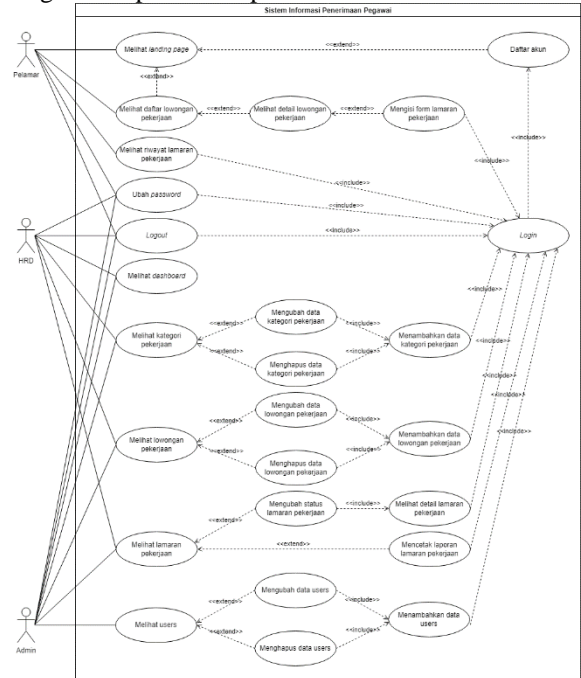 Sistem Informasi Penerimaan Pegawai
Pelamar
Melihat landing page
<<extend>>
Daftar akun
<<extend>>
Melihat daftar lowongan
pekerjaan
<<extend>>
Melihat detail lowongan
pekerjaan
<<extend>>
Mengisi form lamaran
pekerjaan
<<include>>
Melihat riwayat lamaran
pekerjaan
<<include>>
Ubah password
<<include>>
HRD
Logout
<<include>>
Login
Melihat dashboard
<<include>>
Melihat kategori
pekerjaan
<<extend>>
<<extend>>
Mengubah data
kategori pekerjaan
Menghapus data
kategori pekerjaan
<<include>>
<<include>>
Menambahkan data
kategori pekerjaan
<<include>>
Melihat lowongan
pekerjaan
<<extend>>
<<extend>>
Mengubah data
lowongan pekerjaan
Menghapus data
lowongan pekerjaan
<<include>>
<<include>>
Menambahkan data
lowongan pekerjaan
<<include>>
<<include>>
<<include>>
Melihat lamaran
pekerjaan
<<extend>>
Mengubah status
lamaran pekerjaan
<<include>>
Melihat detail lamaran
pekerjaan
<<extend>>
Mencetak laporan
lamaran pekerjaan
Admin
Melihat users
<<extend>>
<<extend>>
Mengubah data users
Menghapus data users
<<include>>
<<include>>
Menambahkan data
users